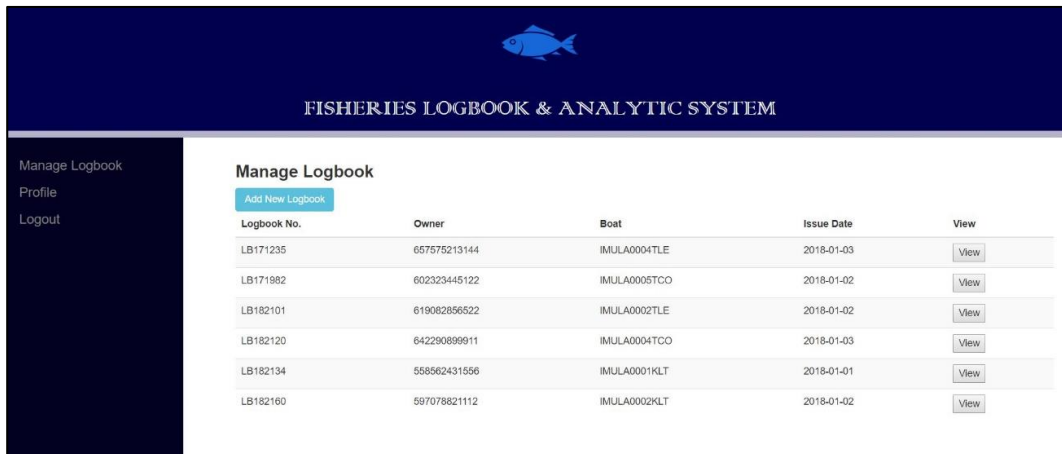 FISHERIES LOGBOOK & ANALYTIC SYSTEM
Manage Logbook
Profile
Logout
Manage Logbook
Add New Logbook
Logbook No. Owner Boat Issue Date View
LB171235 657575213144 IMULA0004TLE 2018-01-03 View
LB171982 602323445122 IMULA0005TCO 2018-01-02 View
LB182101 619082856522 IMULA0002TLE 2018-01-02 View
LB182120 642290899911 IMULA0004TCO 2018-01-03 View
LB182134 558562431556 IMULA0001KLT 2018-01-01 View
LB182160 597078821112 IMULA0002KLT 2018-01-02 View